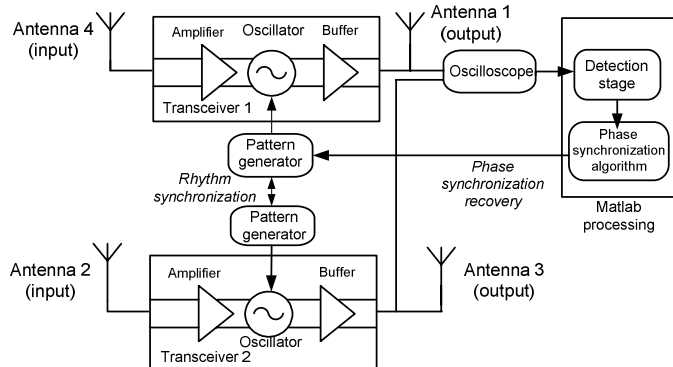 Antenna 4
(input)
Amplifier
Oscillator
Buffer
Transceiver 1
Antenna 1
(output)
Oscilloscope
Detection
stage
Phase
synchronization
algorithm
Matlab
processing
Pattern
generator
Rhythm
synchronization
Phase
synchronization
recovery
Pattern
generator
Antenna 2
(input)
Amplifier
Buffer
Oscillator
Transceiver 2
Antenna 3
(output)